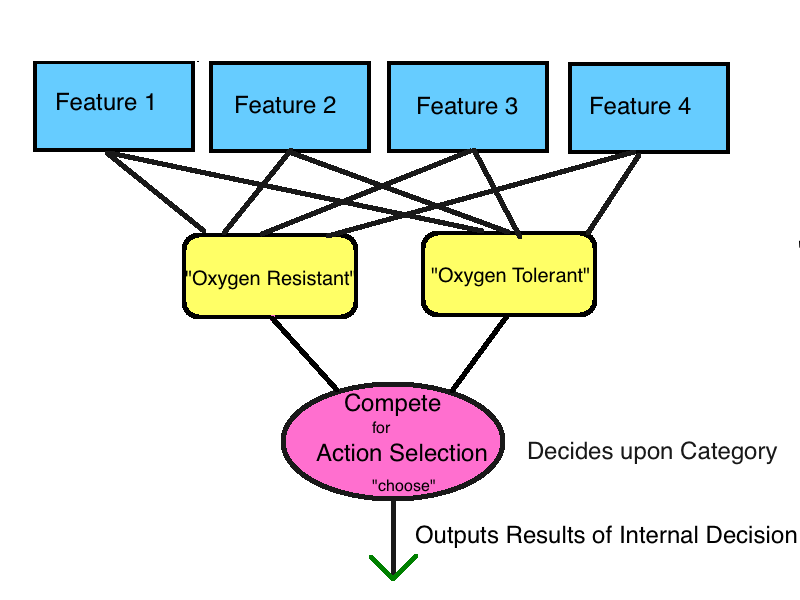 Feature 1
Feature 2
Feature 3
Feature 4
"Oxygen Resistant"
"Oxygen Tolerant"
Compete
for
Action Selection
"choose"
Decides upon Category
Outputs Results of Internal Decision